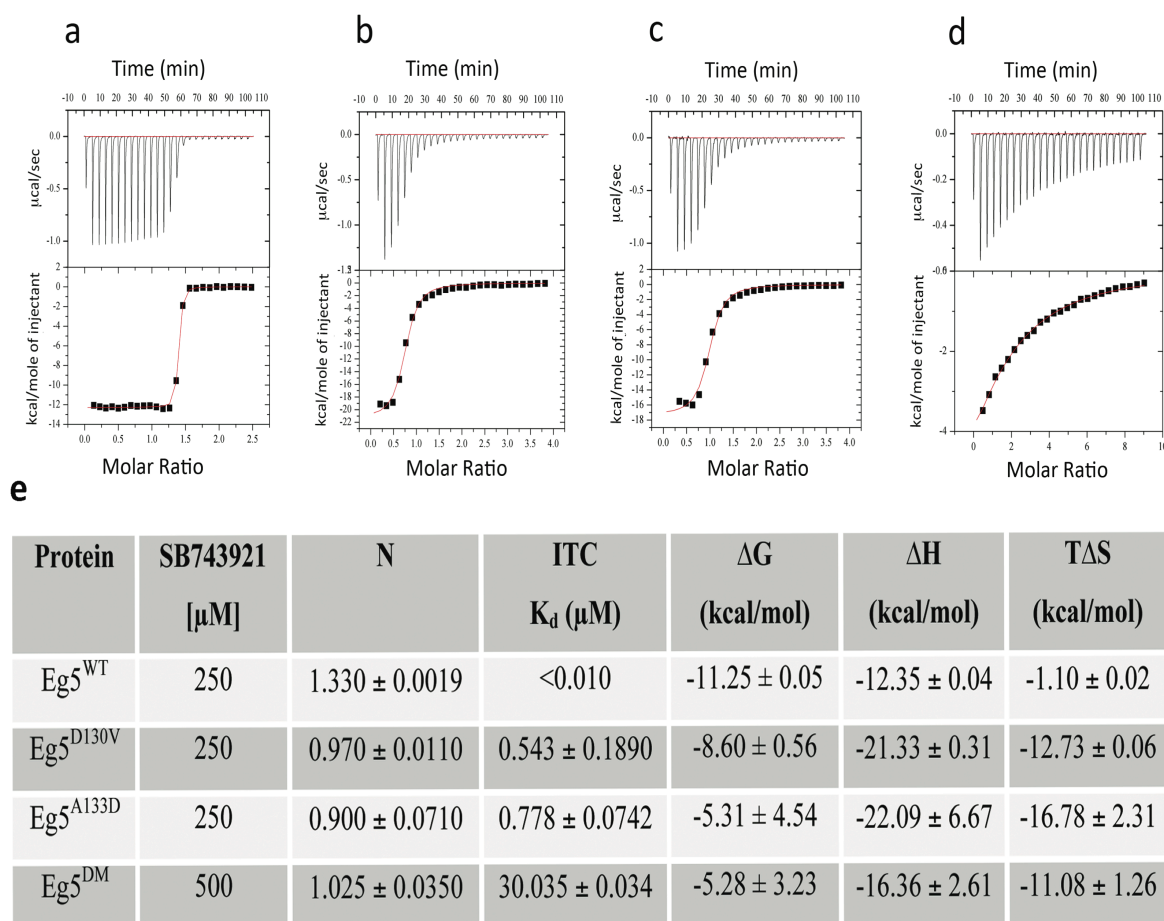 a
b
c
d
Time (min)
Time (min)
Time (min)
Time (min)
-10 0 10 20 30 40 50 60 70 80 90 100 110
-10 0 10 20 30 40 50 60 70 80 90 100 110
-10 0 10 20 30 40 50 60 70 80 90 100 110
-10 0 10 20 30 40 50 60 70 80 90 100 110
µcal/sec
0.0
-0.5
-1.0
µcal/sec
0.0
-0.5
-1.0
µcal/sec
0.0
-0.5
-1.0
µcal/sec
0.0
-0.2
-0.4
-0.6
kcal/mole of injectant
2
0
-2
-4
-6
-8
-10
-12
-14
kcal/mole of injectant
0
-2
-4
-6
-8
-10
-12
-14
-16
-18
-20
-22
kcal/mole of injectant
2
0
-2
-4
-6
-8
-10
-12
-14
-16
-18
kcal/mole of injectant
-2
-4
0.0 0.5 1.0 1.5 2.0 2.5
0.0 0.5 1.0 1.5 2.0 2.5 3.0 3.5 4.0
0.0 0.5 1.0 1.5 2.0 2.5 3.0 3.5 4.0
0 2 4 6 8 10
Molar Ratio
Molar Ratio
Molar Ratio
Molar Ratio
e
Protein SB743921 N ITC ΔG ΔH TΔS
[µM] Kd (µM) (kcal/mol) (kcal/mol) (kcal/mol)
Eg5WT 250 1.330 ± 0.0019 <0.010 -11.25 ± 0.05 -12.35 ± 0.04 -1.10 ± 0.02
Eg5D130V 250 0.970 ± 0.0110 0.543 ± 0.1890 -8.60 ± 0.56 -21.33 ± 0.31 -12.73 ± 0.06
Eg5A133D 250 0.900 ± 0.0710 0.778 ± 0.0742 -5.31 ± 4.54 -22.09 ± 6.67 -16.78 ± 2.31
Eg5DM 500 1.025 ± 0.0350 30.035 ± 0.034 -5.28 ± 3.23 -16.36 ± 2.61 -11.08 ± 1.26